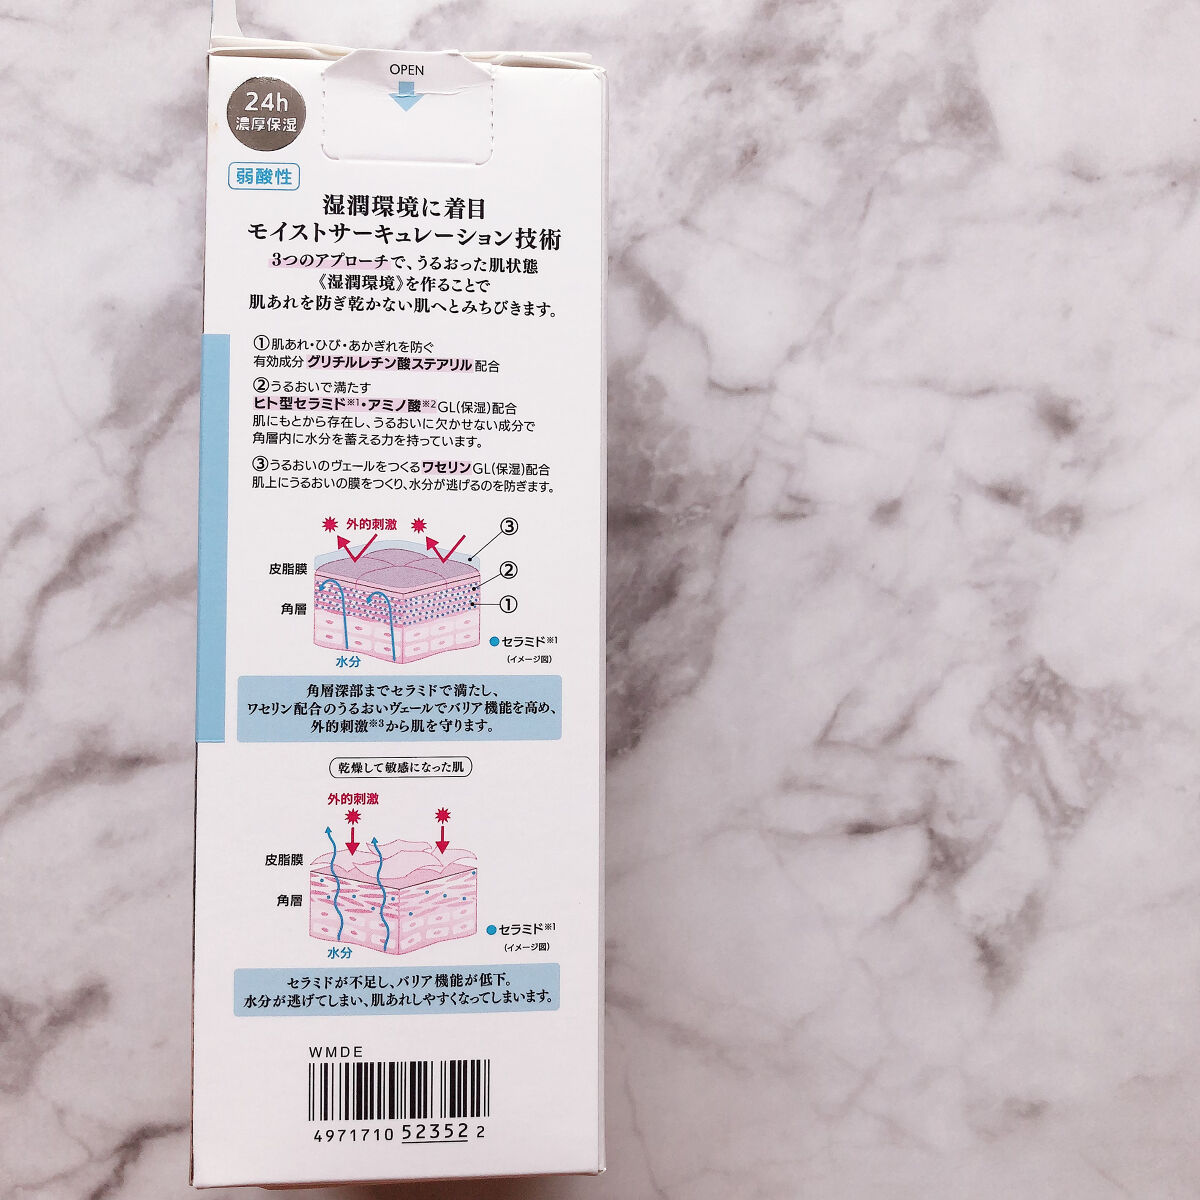 OPEN
24h
濃厚保湿
弱酸性
湿潤環境に着目
モイストサーキュレーション技術
3つのアプローチで、うるおった肌状態
《湿潤環境》を作ることで
肌あれを防ぎ乾かない肌へとみちびきます。
①肌あれ・ひび・あかぎれを防ぐ
有効成分 グリチルレチン酸ステアリル配合
②うるおいで満たす
ヒト型セラミド※1・アミノ酸※2GL(保湿)配合
肌にもとから存在し、うるおいに欠かせない成分で
角層内に水分を蓄える力を持っています。
③うるおいのヴェールをつくるワセリンGL(保湿)配合
肌上にうるおいの膜をつくり、水分が逃げるのを防ぎます。
外的刺激
③
皮脂膜
②
角層
①
セラミド※1
(イメージ図)
水分
角層深部までセラミドで満たし、
ワセリン配合のうるおいヴェールでバリア機能を高め、
外的刺激※3から肌を守ります。
乾燥して敏感になった肌
外的刺激
皮脂膜
角層
セラミド※1
(イメージ図)
水分
セラミドが不足し、バリア機能が低下。
水分が逃げてしまい、肌あれしやすくなってしまいます。
WMDE
4971710 52352 2